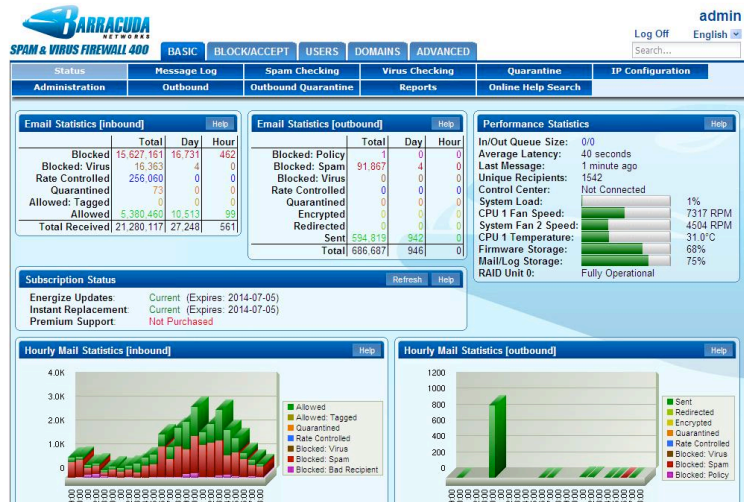 admin
BARRACUDA
NETWORKS
SPAM & VIRUS FIREWALL 400
Log Off English
BASIC BLOCK/ACCEPT USERS DOMAINS ADVANCED
Search...
Status Message Log Spam Checking Virus Checking Quarantine IP Configuration
Administration Outbound Outbound Quarantine Reports Online Help Search
Email Statistics [inbound] Help
Total Day Hour
Blocked 15,627,161 16,731 462
Blocked: Virus 16,363 4 0
Rate Controlled 256,060 0 0
Quarantined 73 0 0
Allowed: Tagged 0 0 0
Allowed 5,380,460 10,513 99
Total Received 21,280,117 27,248 561
Email Statistics [outbound] Help
Total Day Hour
Blocked: Policy 1 0 0
Blocked: Spam 91,867 4 0
Blocked: Virus 0 0 0
Rate Controlled 0 0 0
Quarantined 0 0 0
Encrypted 0 0 0
Redirected 0 0 0
Sent 594,819 942 0
Total 686,687 946 0
Performance Statistics Help
In/Out Queue Size: 0/0
Average Latency: 40 seconds
Last Message: 1 minute ago
Unique Recipients: 1542
Control Center: Not Connected
System Load: 1%
CPU 1 Fan Speed: 7317 RPM
System Fan 2 Speed: 4504 RPM
CPU 1 Temperature: 31.0°C
Firmware Storage: 68%
Mail/Log Storage: 75%
RAID Unit 0: Fully Operational
Subscription Status Refresh Help
Energize Updates: Current (Expires: 2014-07-05)
Instant Replacement: Current (Expires: 2014-07-05)
Premium Support: Not Purchased
Hourly Mail Statistics [inbound] Help
4.0K
3.0K
2.0K
1.0K
0
Allowed
Allowed: Tagged
Quarantined
Rate Controlled
Blocked: Virus
Blocked: Spam
Blocked: Bad Recipient
Hourly Mail Statistics [outbound] Help
1200
1000
800
600
400
200
0
Sent
Redirected
Encrypted
Quarantined
Rate Controlled
Blocked: Virus
Blocked: Spam
Blocked: Policy